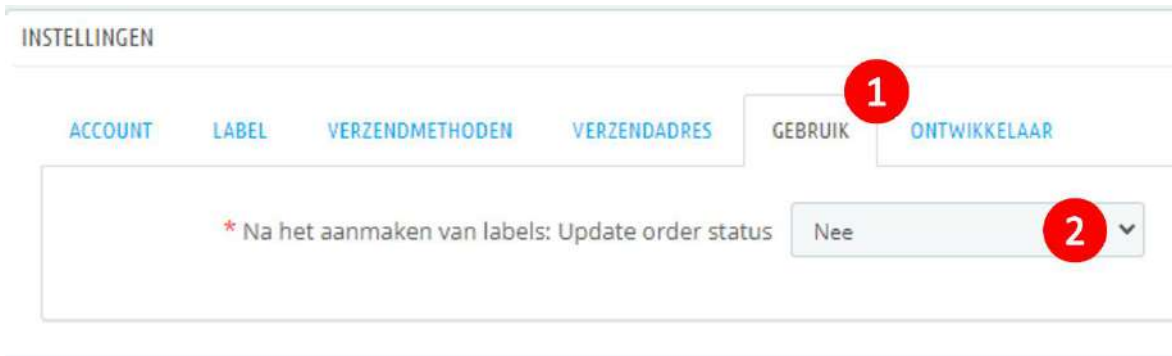 INSTELLINGEN
1
ACCOUNT LABEL VERZENDMETHODEN VERZENDADRES GEBRUIK ONTWIKKELAAR
* Na het aanmaken van labels: Update order status Nee 2